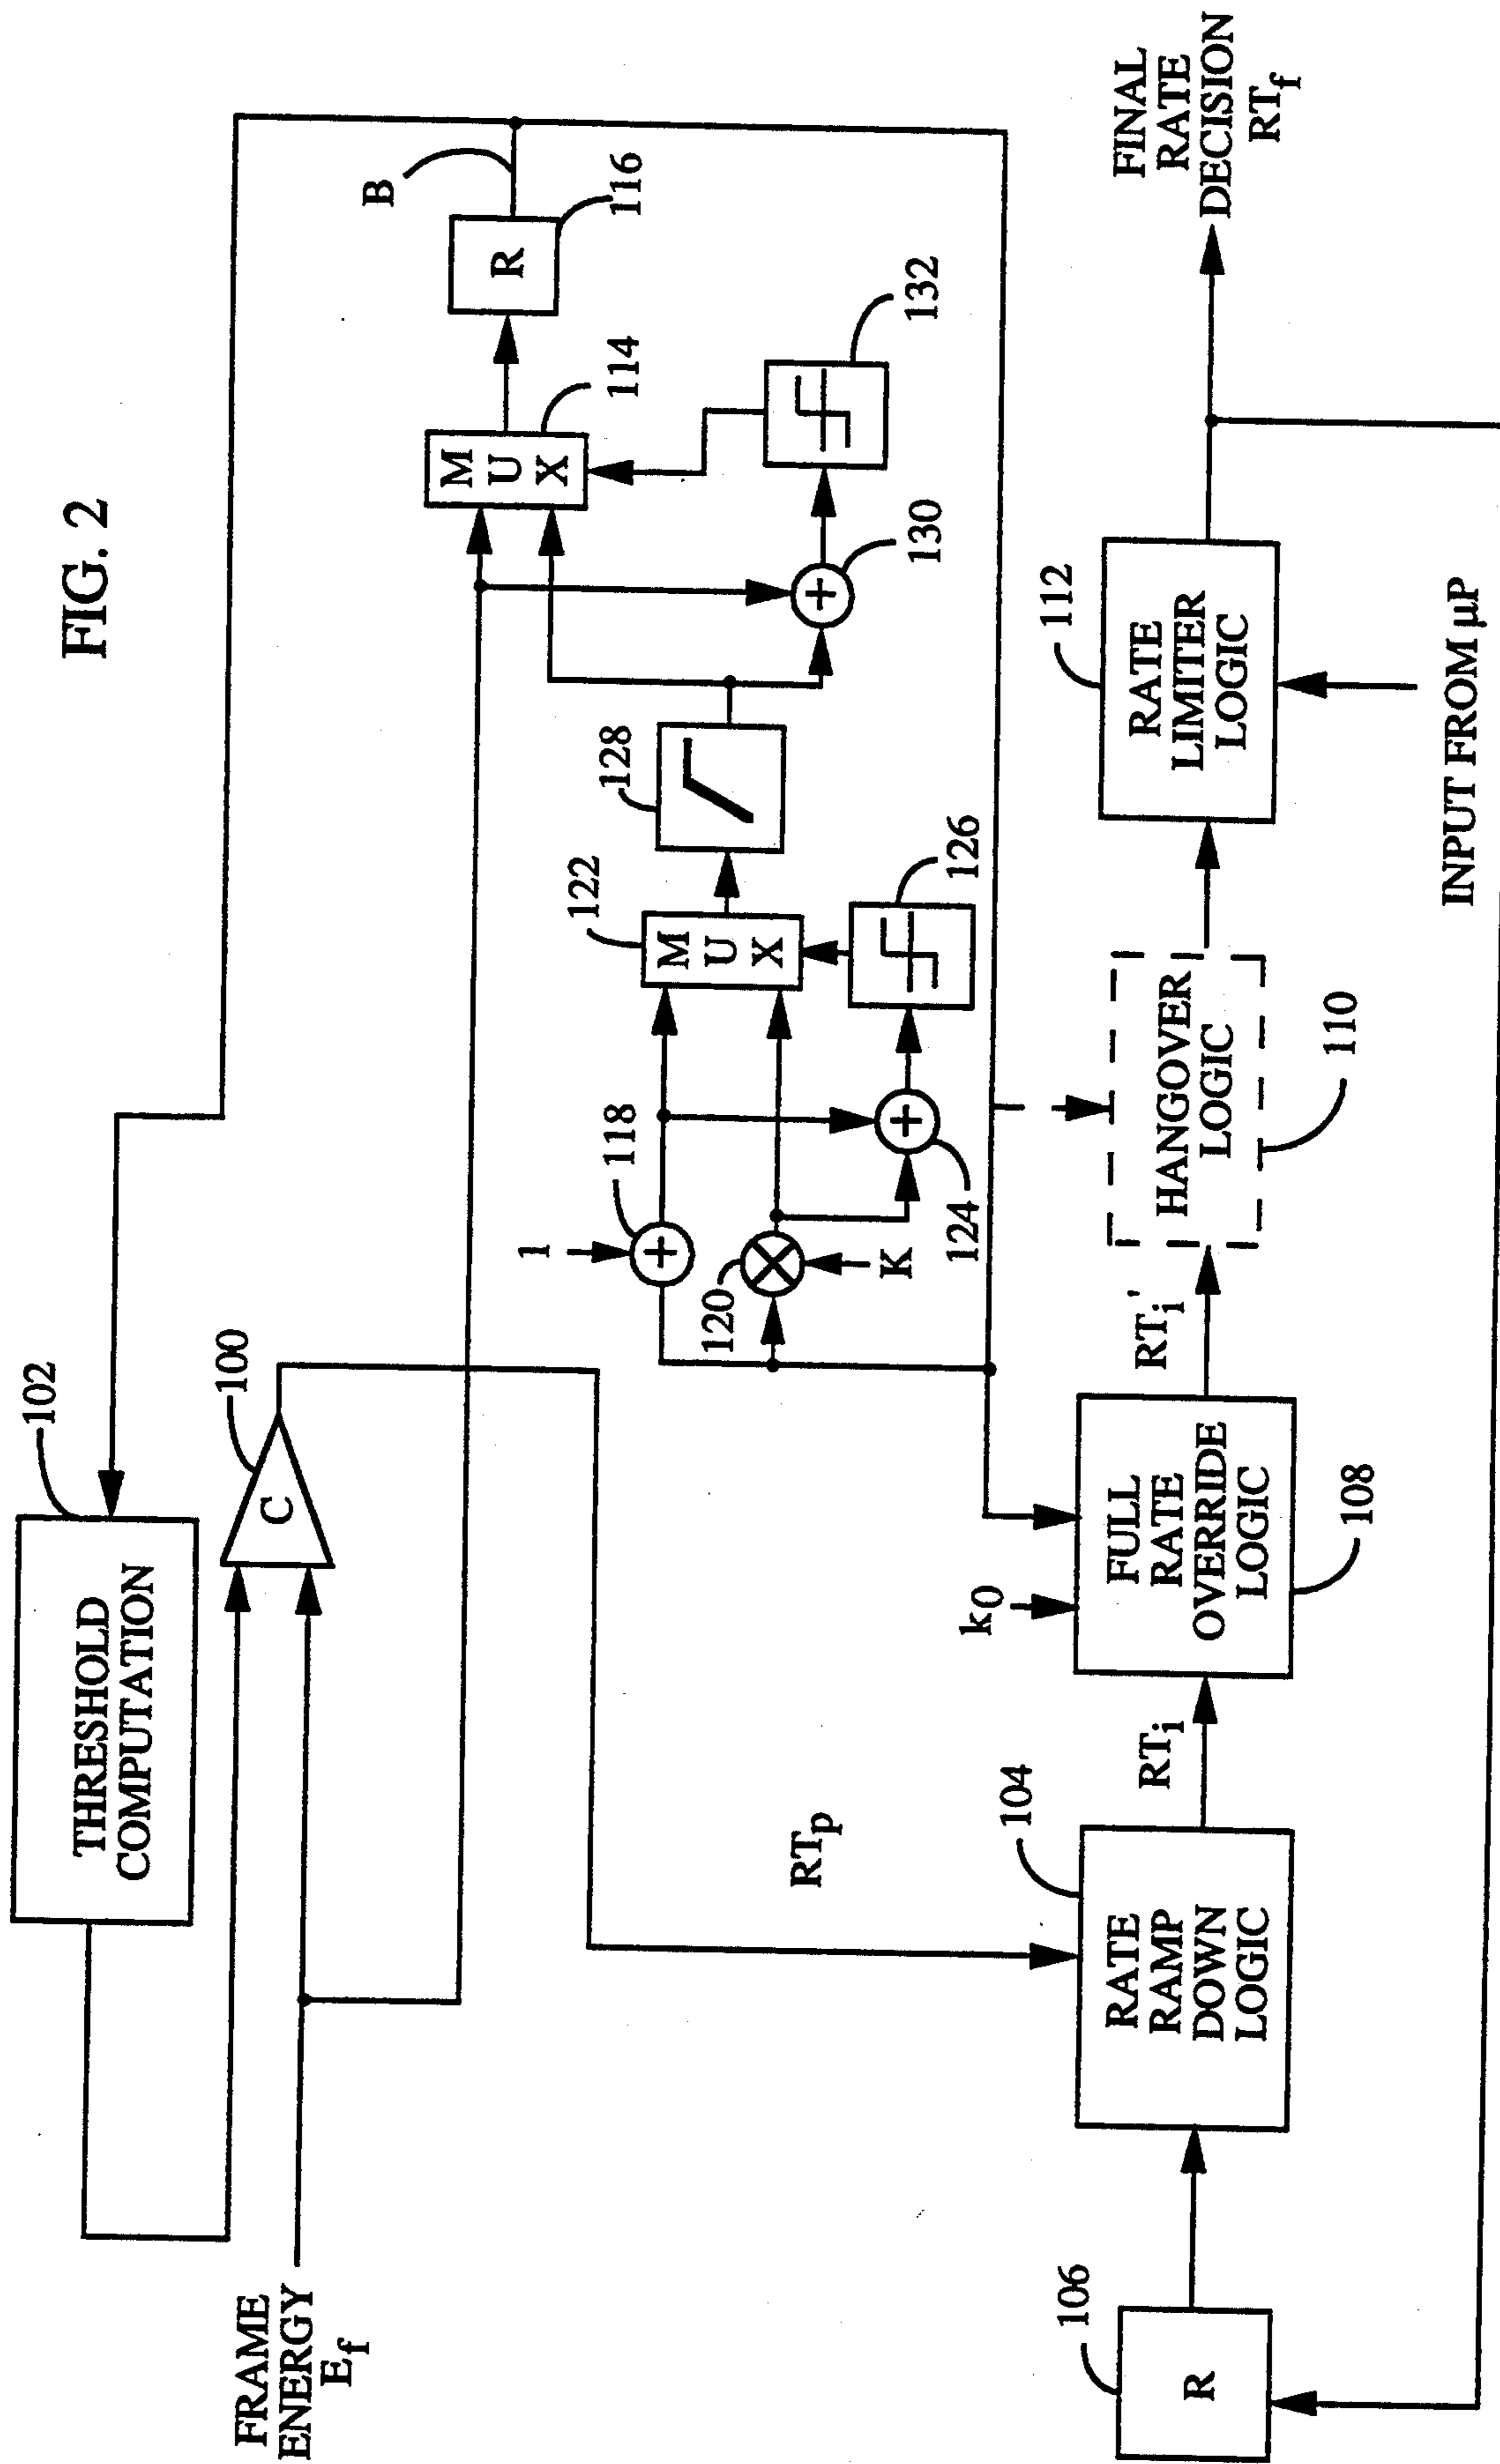 FIG. 2
102
THRESHOLD
COMPUTATION
100
C
FRAME
ENERGY
E_f
B
R
116
114
M
U
X
132
130
128
122
M
U
X
126
118
1
120
K
124
RT_p
106
R
104
RATE
RAMP
DOWN
LOGIC
RT_i
k_0
FULL
RATE
OVERRIDE
LOGIC
108
RT_i'
HANGOVER
LOGIC
110
112
RATE
LIMITER
LOGIC
INPUT FROM µP
FINAL
RATE
DECISION
RT_f